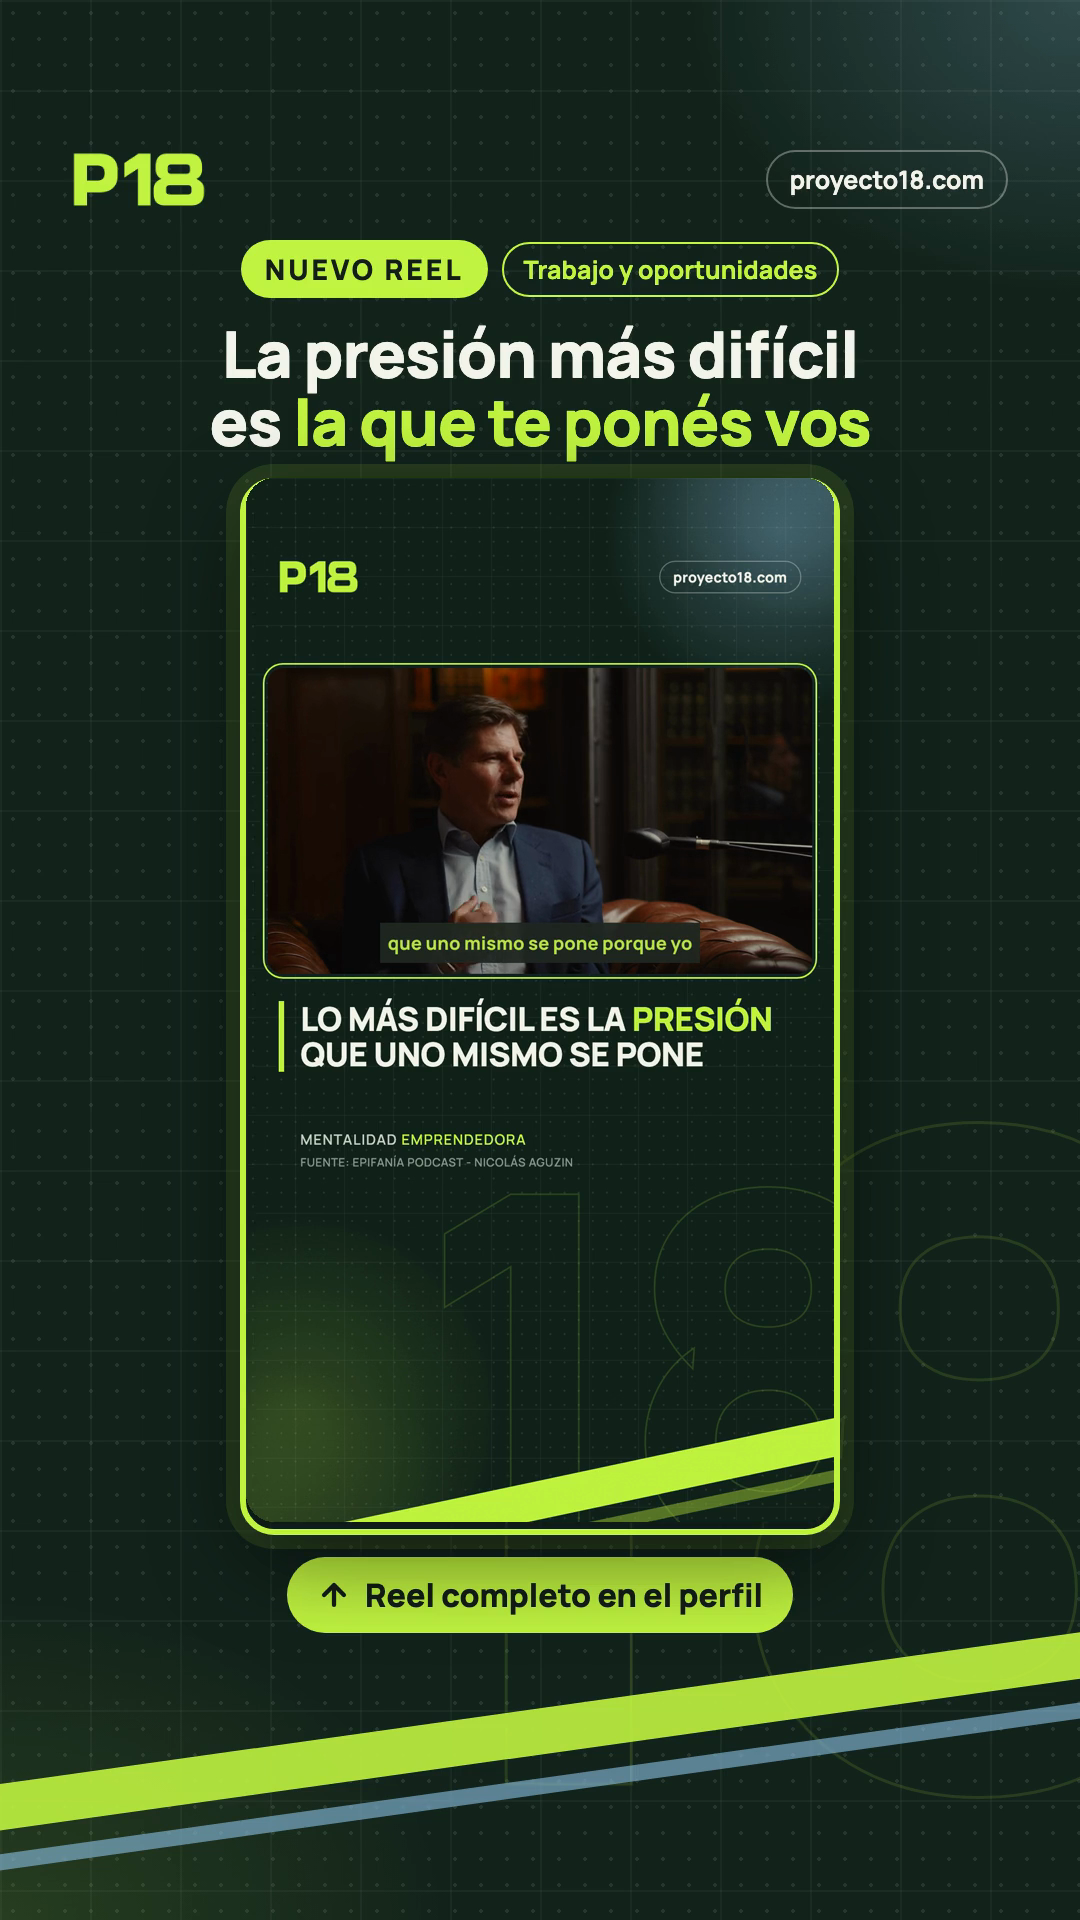 P18
proyecto18.com
NUEVO REEL
Trabajo y oportunidades
La presión más difícil
es la que te ponés vos
P18
proyecto18.com
que uno mismo se pone porque yo
LO MÁS DIFÍCIL ES LA PRESIÓN
QUE UNO MISMO SE PONE
MENTALIDAD EMPRENDEDORA
FUENTE: EPIFANÍA PODCAST - NICOLÁS AGUZIN
18
↑ Reel completo en el perfil
18